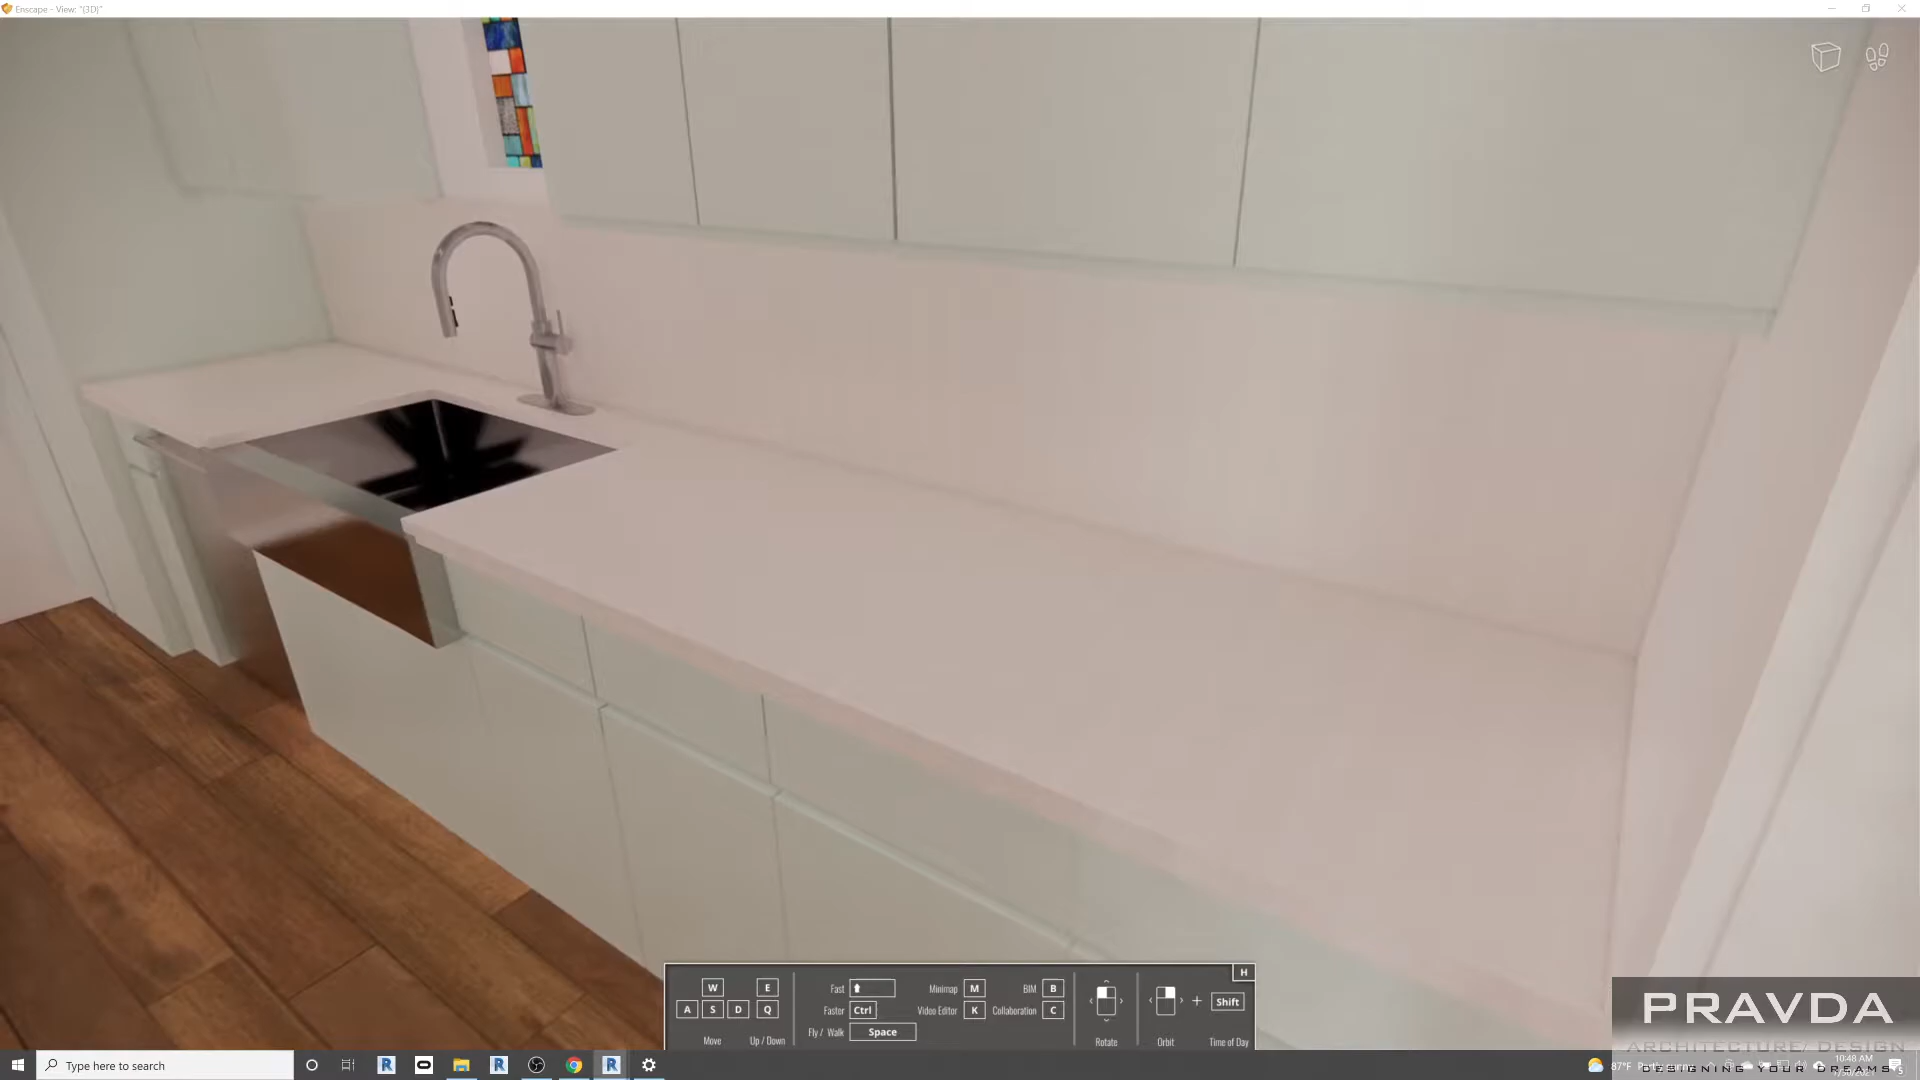 Enscape - View: "{3D}"
W E
A S D Q
Move Up / Down
Fast
Faster Ctrl
Fly / Walk Space
Minimap M
Video Editor K
BIM B
Collaboration C
Rotate
Orbit
+ Shift
Time of Day
H
PRAVDA
ARCHITECTURE/ DESIGN
DESIGNING YOUR DREAMS
Type here to search
R R R
87°F
10:48 AM